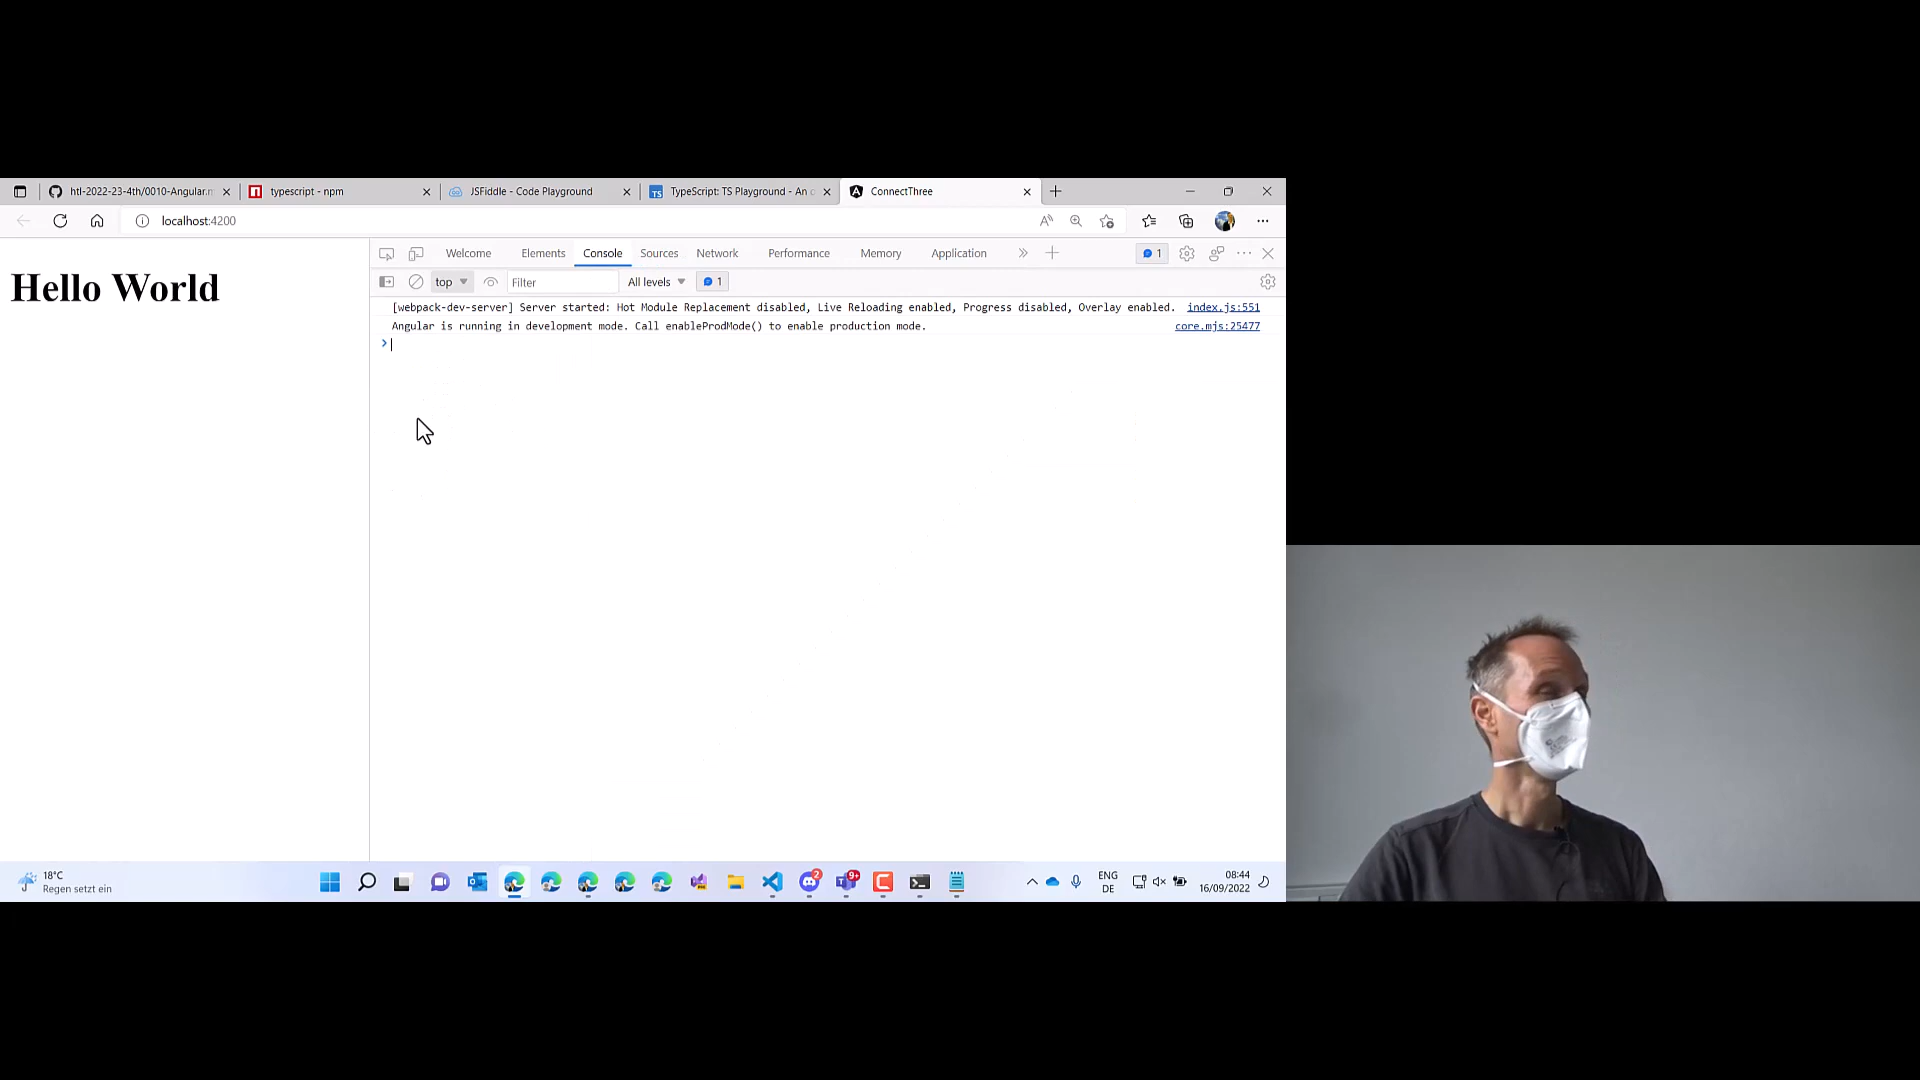 htl-2022-23-4th/0010-Angular.m
typescript - npm
JSFiddle - Code Playground
TS
TypeScript: TS Playground - An o
ConnectThree
localhost:4200
Hello World
Welcome
Elements
Console
Sources
Network
Performance
Memory
Application
1
top
Filter
All levels
1
[webpack-dev-server] Server started: Hot Module Replacement disabled, Live Reloading enabled, Progress disabled, Overlay enabled. index.js:551
Angular is running in development mode. Call enableProdMode() to enable production mode. core.mjs:25477
18°C
Regen setzt ein
2
9+
ENG
DE
08:44
16/09/2022